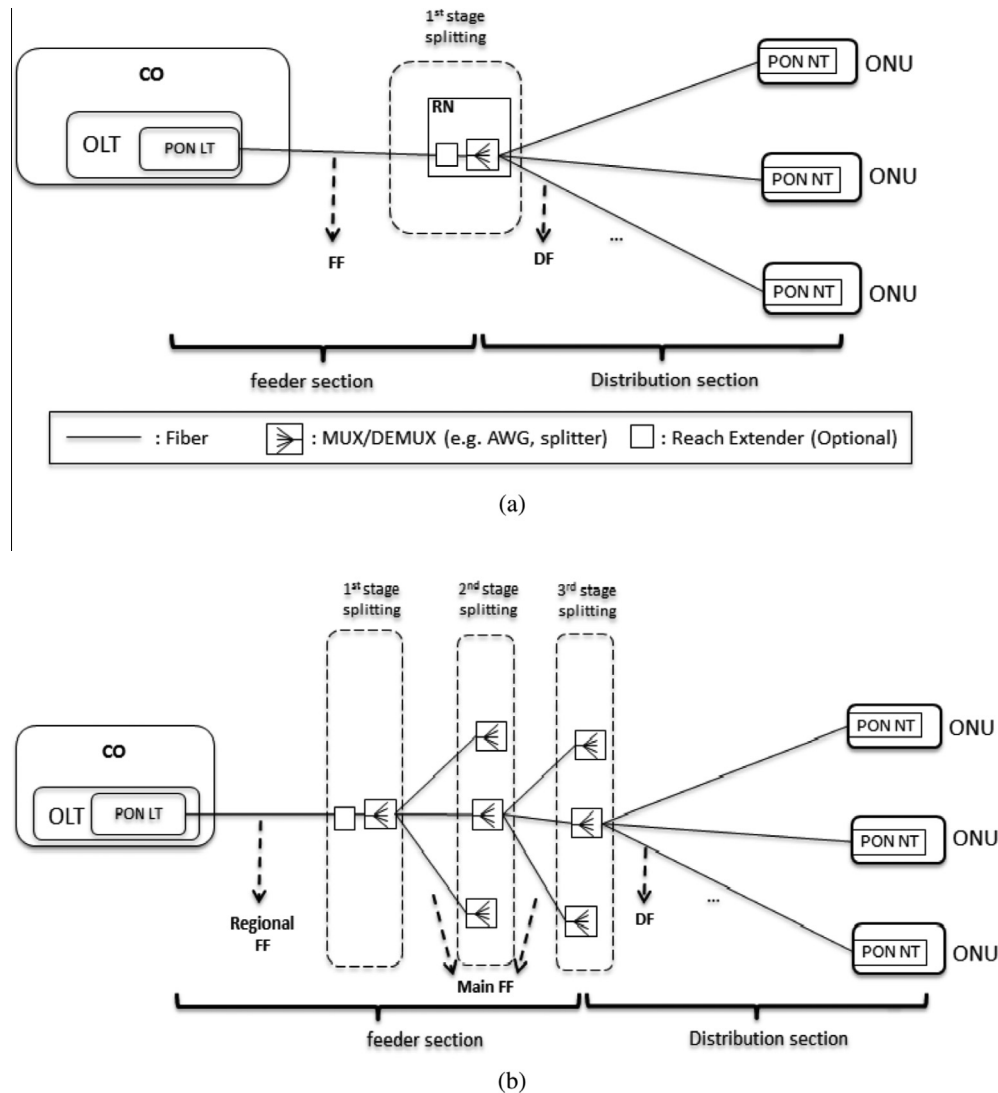 1st stage
splitting
CO
RN
OLT
PON LT
PON NT
ONU
PON NT
ONU
PON NT
ONU
FF
DF
...
feeder section
Distribution section
: Fiber
: MUX/DEMUX (e.g. AWG, splitter)
: Reach Extender (Optional)
(a)
1st stage
splitting
2nd stage
splitting
3rd stage
splitting
CO
OLT
PON LT
PON NT
ONU
PON NT
ONU
PON NT
ONU
Regional
FF
Main FF
DF
...
feeder section
Distribution section
(b)